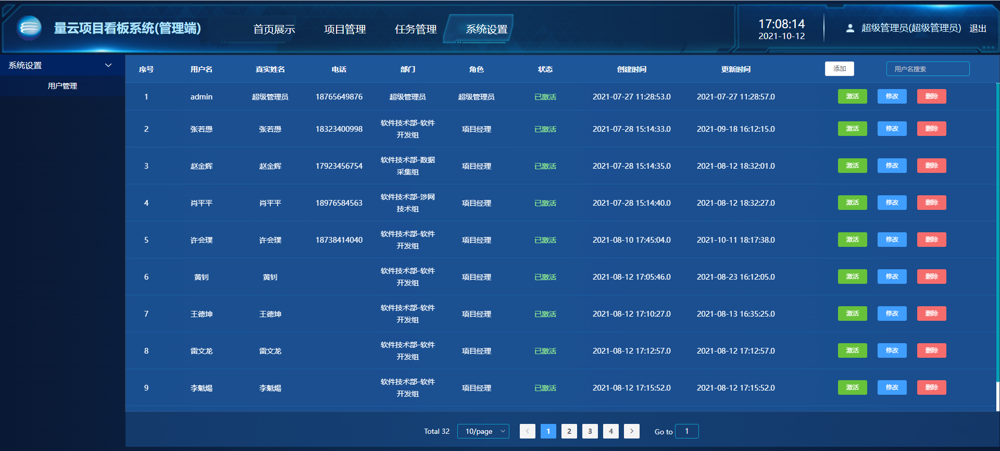 量云项目看板系统(管理端) 首页展示 项目管理 任务管理 系统设置 17:08:14 超级管理员(超级管理员) 退出
2021-10-12
系统设置
用户管理
序号 用户名 真实姓名 电话 部门 角色 状态 创建时间 更新时间 添加 用户名搜索
1 admin 超级管理员 18765649876 超级管理员 超级管理员 已激活 2021-07-27 11:28:53.0 2021-07-27 11:28:57.0 激活 修改 删除
2 张若愚 张若愚 18323400998 软件技术部-软件 项目经理 已激活 2021-07-28 15:14:33.0 2021-09-18 16:12:15.0 激活 修改 删除
开发组
3 赵金辉 赵金辉 17923456754 软件技术部-数据 项目经理 已激活 2021-07-28 15:14:35.0 2021-08-12 18:32:01.0 激活 修改 删除
采集组
4 肖平平 肖平平 18976584563 软件技术部-涉网 项目经理 已激活 2021-07-28 15:14:40.0 2021-08-12 18:32:27.0 激活 修改 删除
技术组
5 许会璞 许会璞 18738414040 软件技术部-软件 项目经理 已激活 2021-08-10 17:45:04.0 2021-10-11 18:17:38.0 激活 修改 删除
开发组
6 黄钊 黄钊 软件技术部-软件 项目经理 已激活 2021-08-12 17:05:46.0 2021-08-23 16:12:05.0 激活 修改 删除
开发组
7 王德坤 王德坤 软件技术部-软件 项目经理 已激活 2021-08-12 17:10:27.0 2021-08-13 16:35:25.0 激活 修改 删除
开发组
8 雷文龙 雷文龙 软件技术部-软件 项目经理 已激活 2021-08-12 17:12:57.0 2021-08-12 17:12:57.0 激活 修改 删除
开发组
9 李魁煬 李魁煬 软件技术部-软件 项目经理 已激活 2021-08-12 17:15:52.0 2021-08-12 17:15:52.0 激活 修改 删除
开发组
Total 32 10/page 1 2 3 4 Go to 1